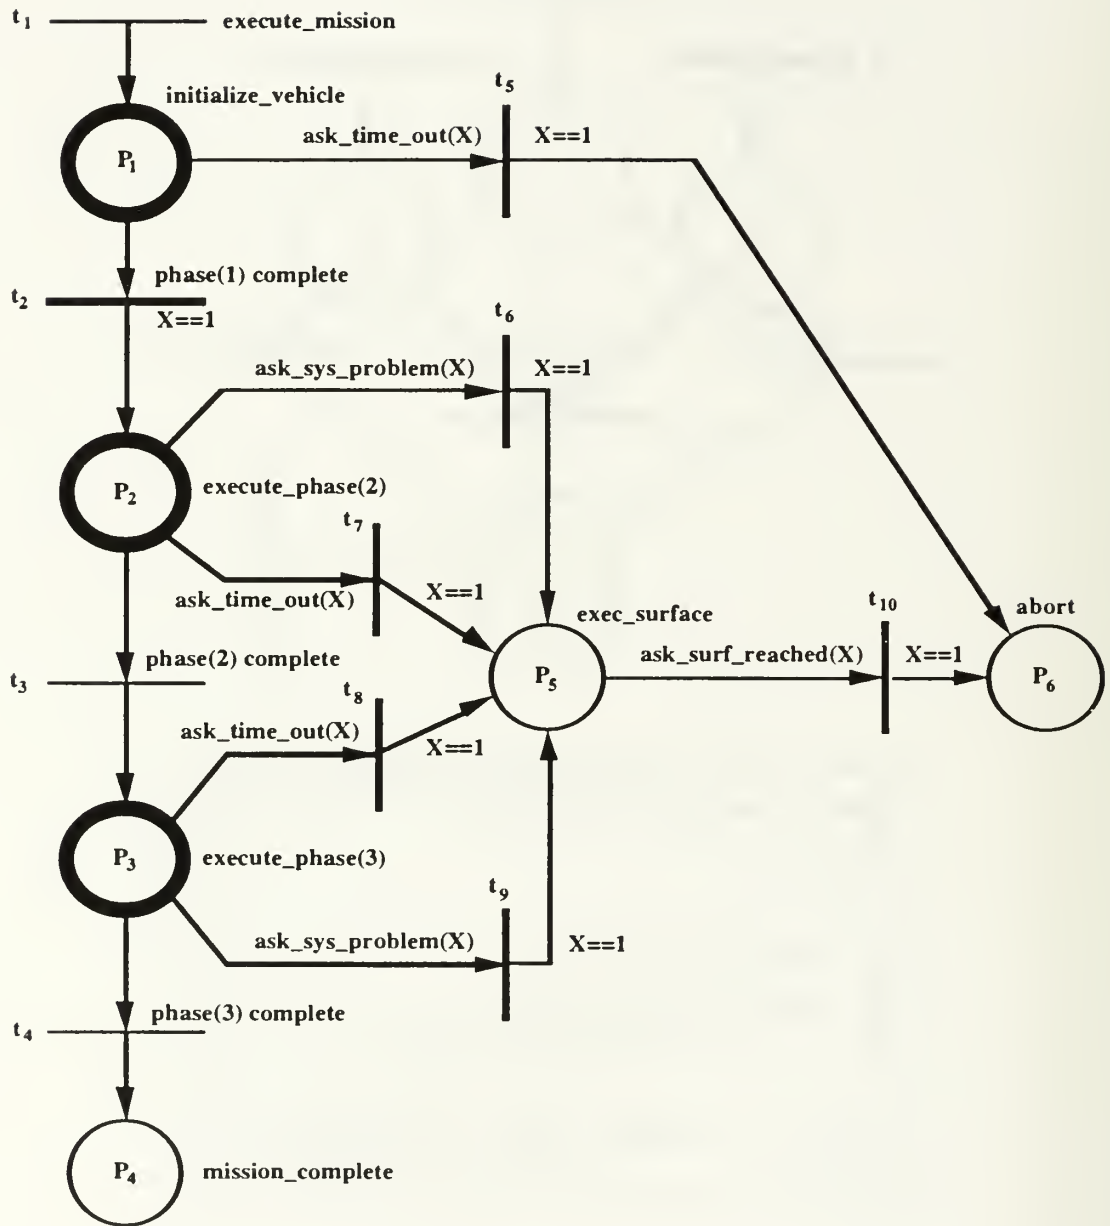 t1 execute_mission
initialize_vehicle
t5
ask_time_out(X) X==1
P1
phase(1) complete
t2
X==1
t6
ask_sys_problem(X) X==1
P2 execute_phase(2)
t7
ask_time_out(X) X==1
exec_surface
t10
abort
phase(2) complete
ask_surf_reached(X) X==1
P5
P6
t3
t8
ask_time_out(X)
X==1
P3 execute_phase(3)
t9
ask_sys_problem(X) X==1
phase(3) complete
t4
P4 mission_complete